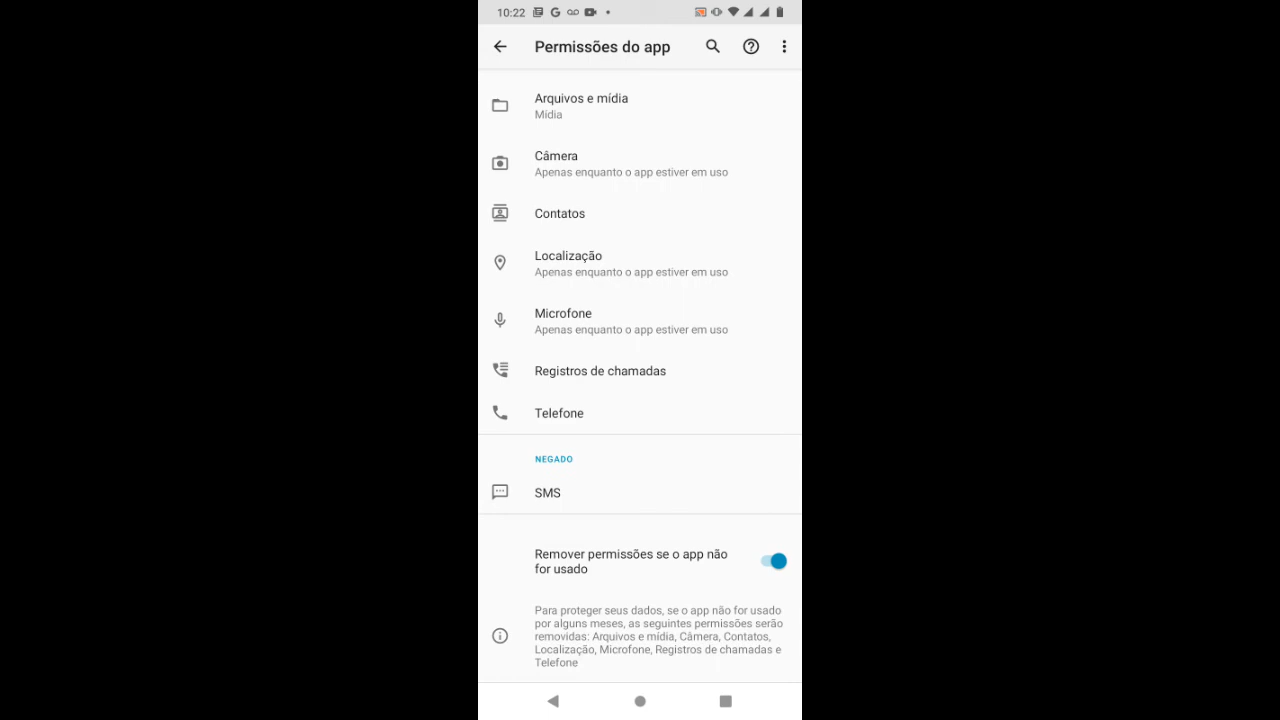 10:22
Permissões do app
Arquivos e mídia
Mídia
Câmera
Apenas enquanto o app estiver em uso
Contatos
Localização
Apenas enquanto o app estiver em uso
Microfone
Apenas enquanto o app estiver em uso
Registros de chamadas
Telefone
NEGADO
SMS
Remover permissões se o app não
for usado
Para proteger seus dados, se o app não for usado
por alguns meses, as seguintes permissões serão
removidas: Arquivos e mídia, Câmera, Contatos,
Localização, Microfone, Registros de chamadas e
Telefone